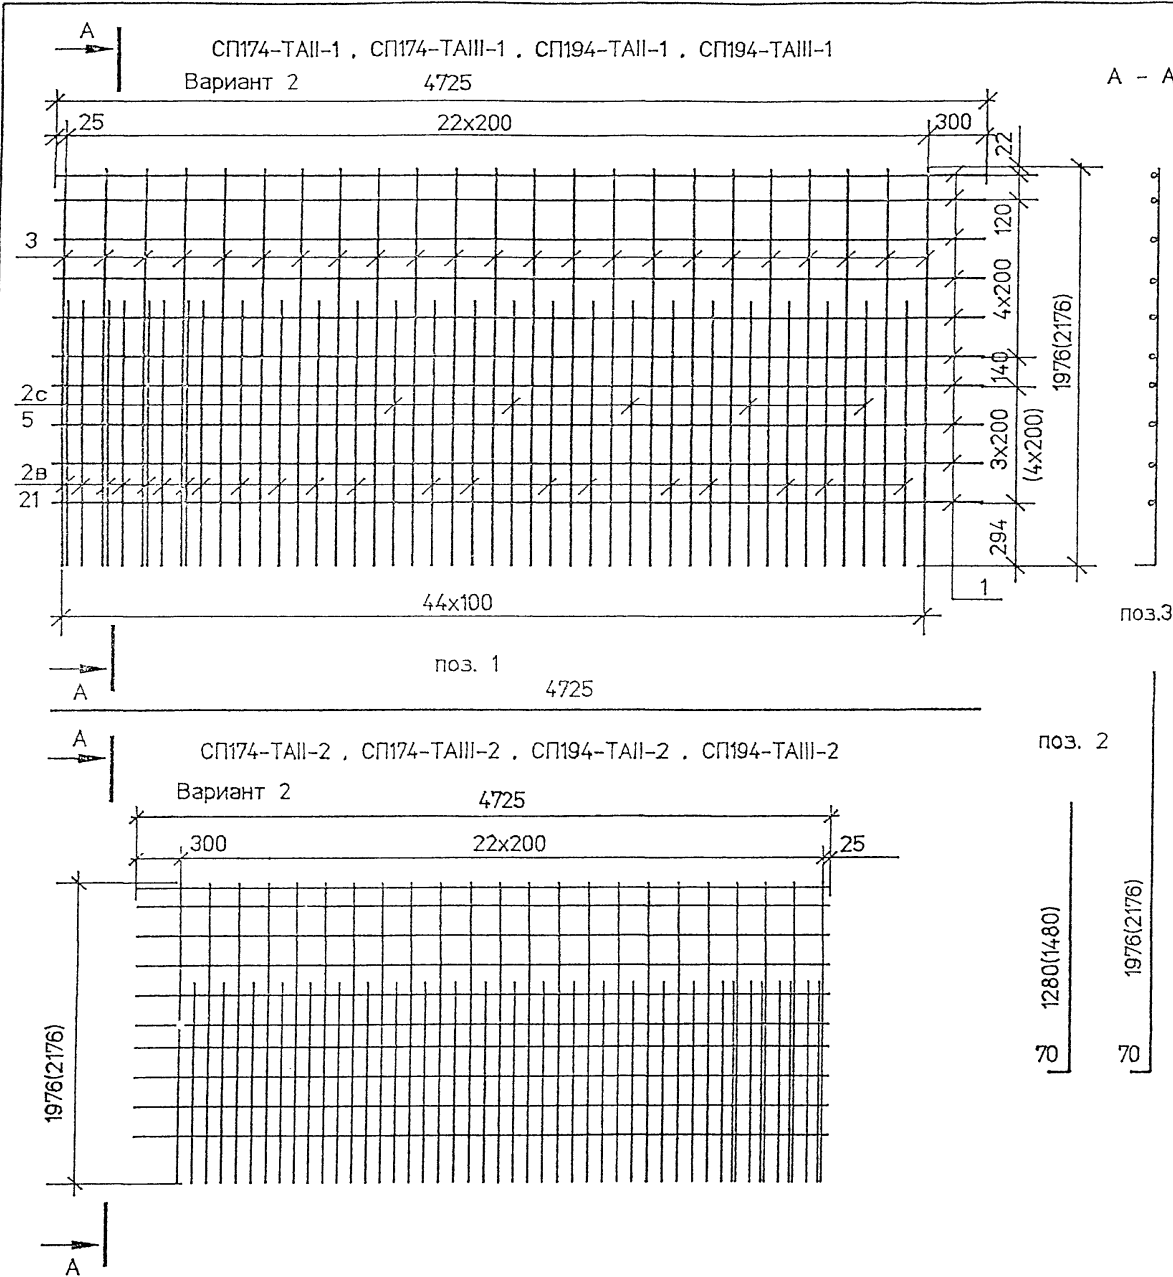 А
СП174-ТАII-1, СП174-ТАIII-1, СП194-ТАII-1, СП194-ТАIII-1
Вариант 2
4725
А - А
25
22х200
300
22
3
120
4х200
1976(2176)
140
2с
5
3х200
(4х200)
2в
21
294
1
44х100
поз.3
А
поз. 1
4725
А
СП174-ТАII-2, СП174-ТАIII-2, СП194-ТАII-2, СП194-ТАIII-2
Вариант 2
4725
поз. 2
300
22х200
25
1976(2176)
1280(1480)
1976(2176)
70
70
А